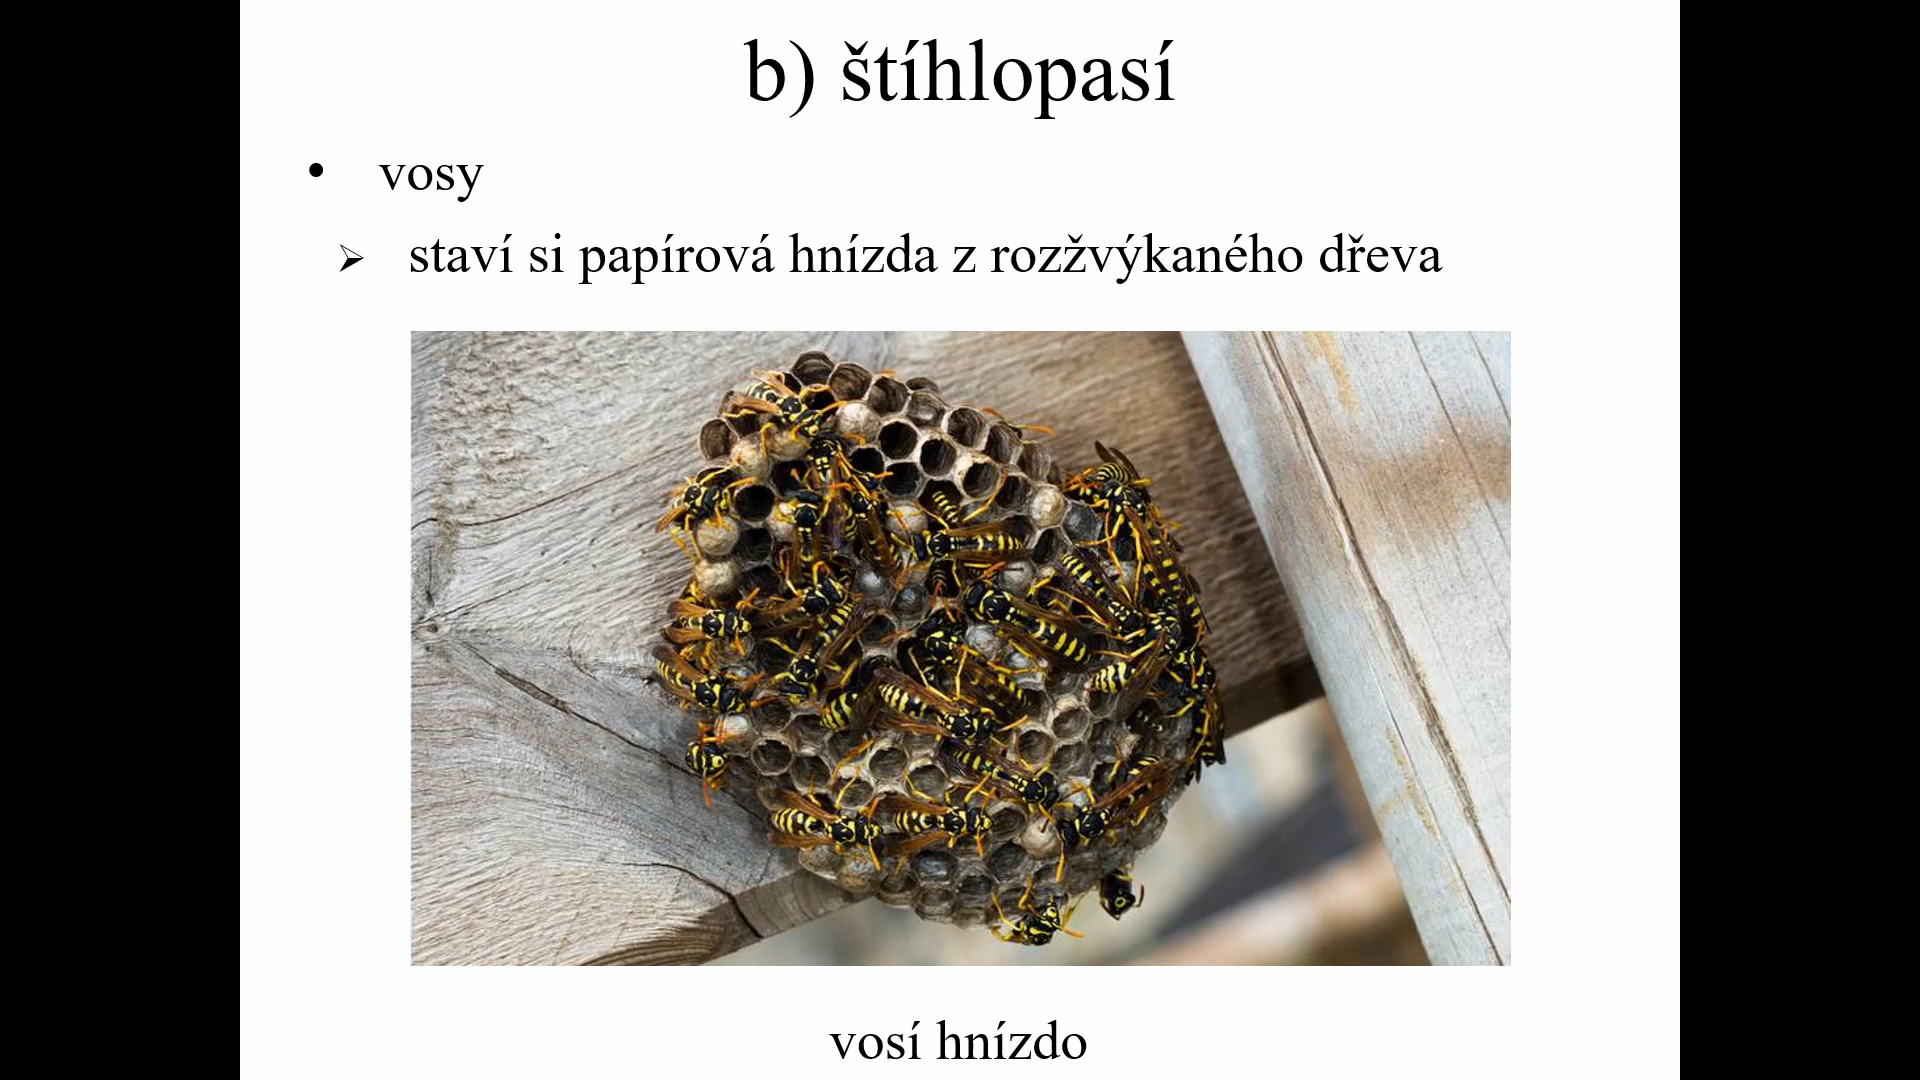 b) štíhlopasí
• vosy
➢ staví si papírová hnízda z rozžvýkaného dřeva
vosí hnízdo